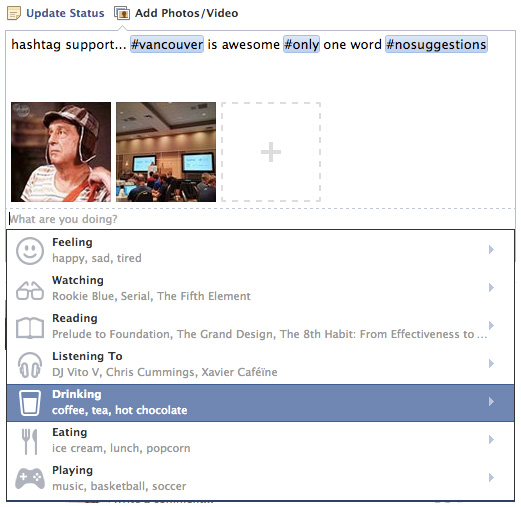 Update Status Add Photos/Video
hashtag support... #vancouver is awesome #only one word #nosuggestions
What are you doing?
Feeling
happy, sad, tired
Watching
Rookie Blue, Serial, The Fifth Element
Reading
Prelude to Foundation, The Grand Design, The 8th Habit: From Effectiveness to ...
Listening To
DJ Vito V, Chris Cummings, Xavier Caféïne
Drinking
coffee, tea, hot chocolate
Eating
ice cream, lunch, popcorn
Playing
music, basketball, soccer